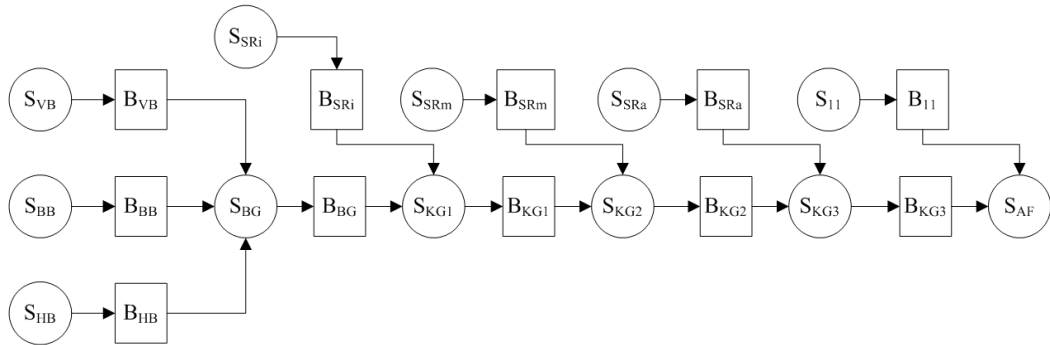 S_SRi
S_VB B_VB B_SRi S_SRm B_SRm S_SRa B_SRa S_11 B_11
S_BB B_BB S_BG B_BG S_KG1 B_KG1 S_KG2 B_KG2 S_KG3 B_KG3 S_AF
S_HB B_HB